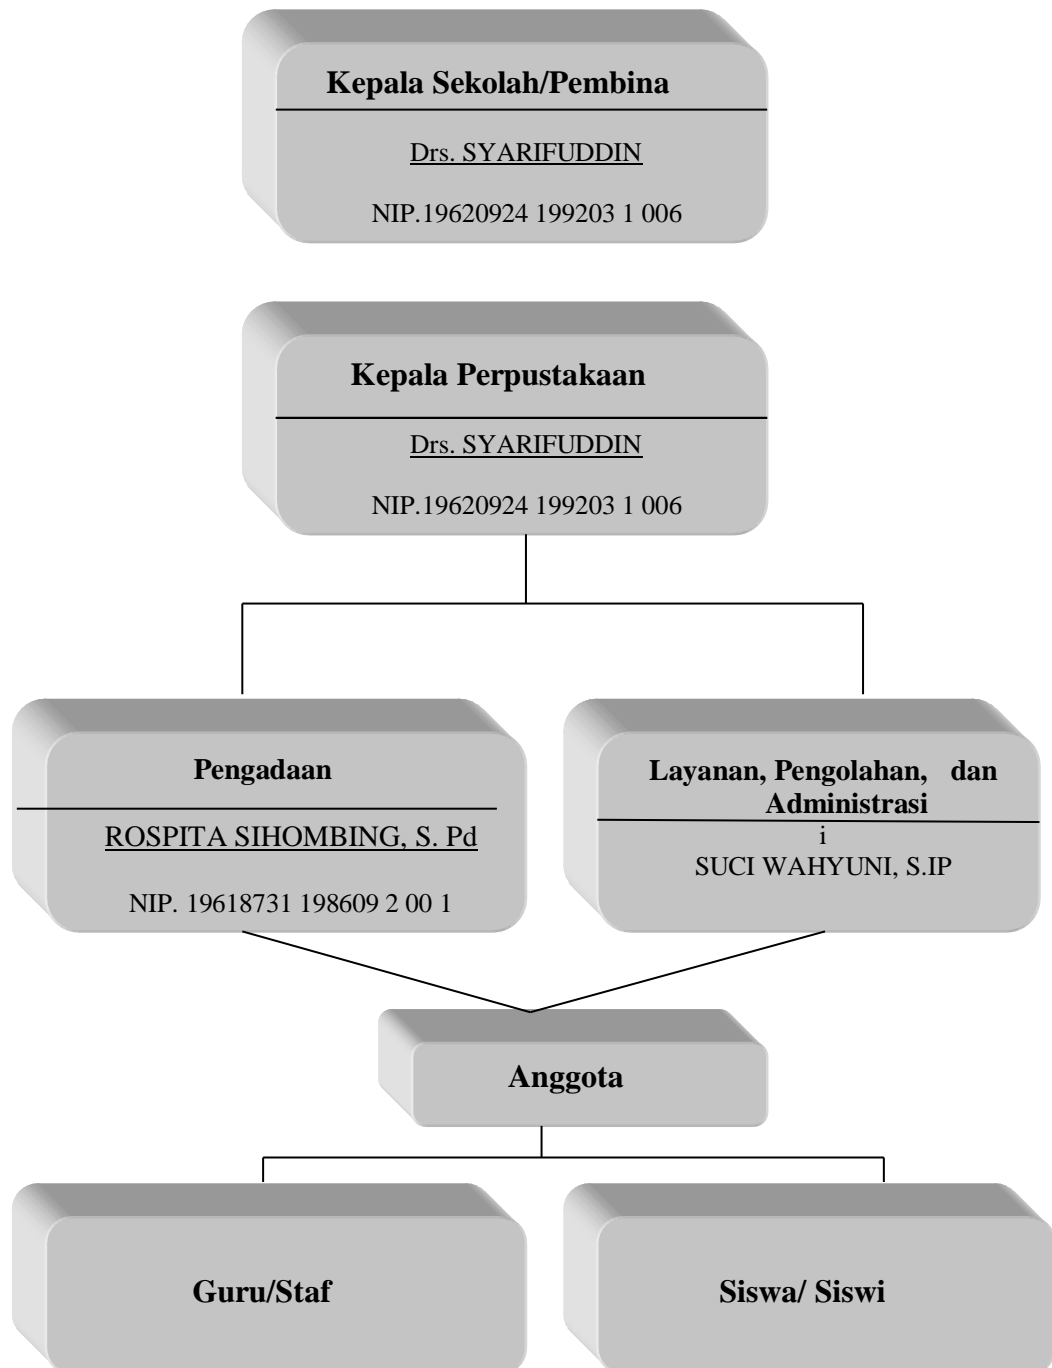 Kepala Sekolah/Pembina
Drs. SYARIFUDDIN
NIP.19620924 199203 1 006
Kepala Perpustakaan
Drs. SYARIFUDDIN
NIP.19620924 199203 1 006
Pengadaan
ROSPITA SIHOMBING, S. Pd
NIP. 19618731 198609 2 00 1
Layanan, Pengolahan, dan
Administrasi
i
SUCI WAHYUNI, S.IP
Anggota
Guru/Staf
Siswa/ Siswi